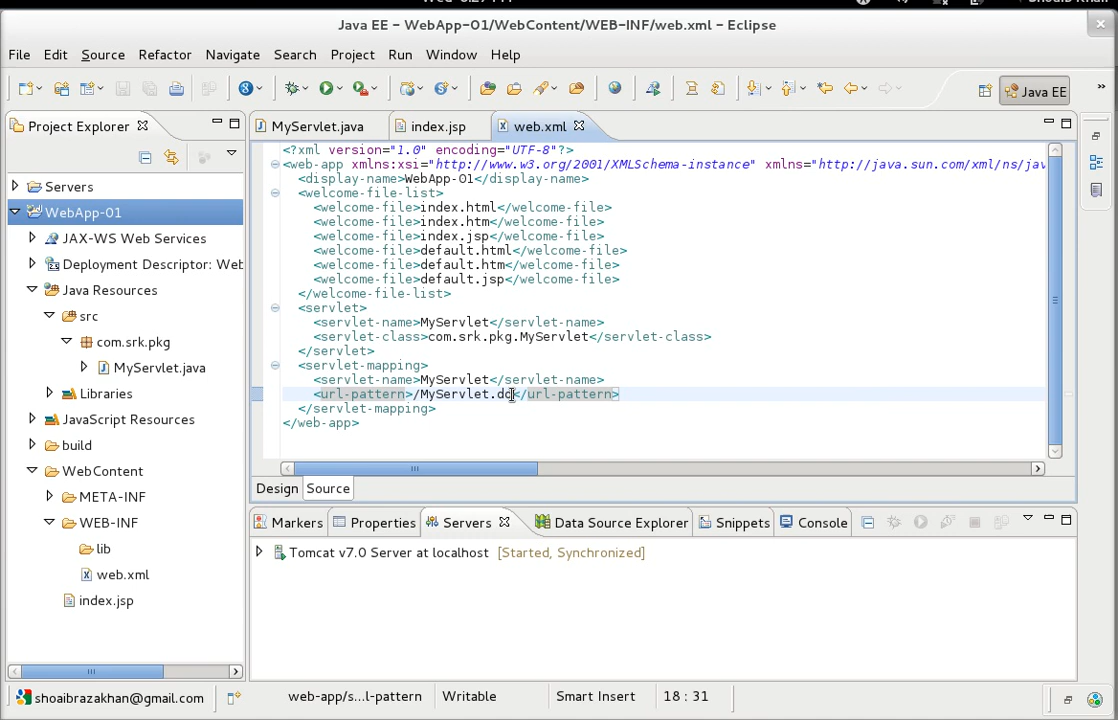 Java EE - WebApp-01/WebContent/WEB-INF/web.xml - Eclipse
File Edit Source Refactor Navigate Search Project Run Window Help
Java EE
Project Explorer
Servers
WebApp-01
JAX-WS Web Services
Deployment Descriptor: Web
Java Resources
src
com.srk.pkg
MyServlet.java
Libraries
JavaScript Resources
build
WebContent
META-INF
WEB-INF
lib
web.xml
index.jsp
MyServlet.java index.jsp web.xml
<?xml version="1.0" encoding="UTF-8"?>
<web-app xmlns:xsi="http://www.w3.org/2001/XMLSchema-instance" xmlns="http://java.sun.com/xml/ns/jav
<display-name>WebApp-01</display-name>
<welcome-file-list>
<welcome-file>index.html</welcome-file>
<welcome-file>index.htm</welcome-file>
<welcome-file>index.jsp</welcome-file>
<welcome-file>default.html</welcome-file>
<welcome-file>default.htm</welcome-file>
<welcome-file>default.jsp</welcome-file>
</welcome-file-list>
<servlet>
<servlet-name>MyServlet</servlet-name>
<servlet-class>com.srk.pkg.MyServlet</servlet-class>
</servlet>
<servlet-mapping>
<servlet-name>MyServlet</servlet-name>
<url-pattern>/MyServlet.do</url-pattern>
</servlet-mapping>
</web-app>
Design Source
Markers Properties Servers Data Source Explorer Snippets Console
Tomcat v7.0 Server at localhost [Started, Synchronized]
shoaibrazakhan@gmail.com web-app/s...l-pattern Writable Smart Insert 18 : 31